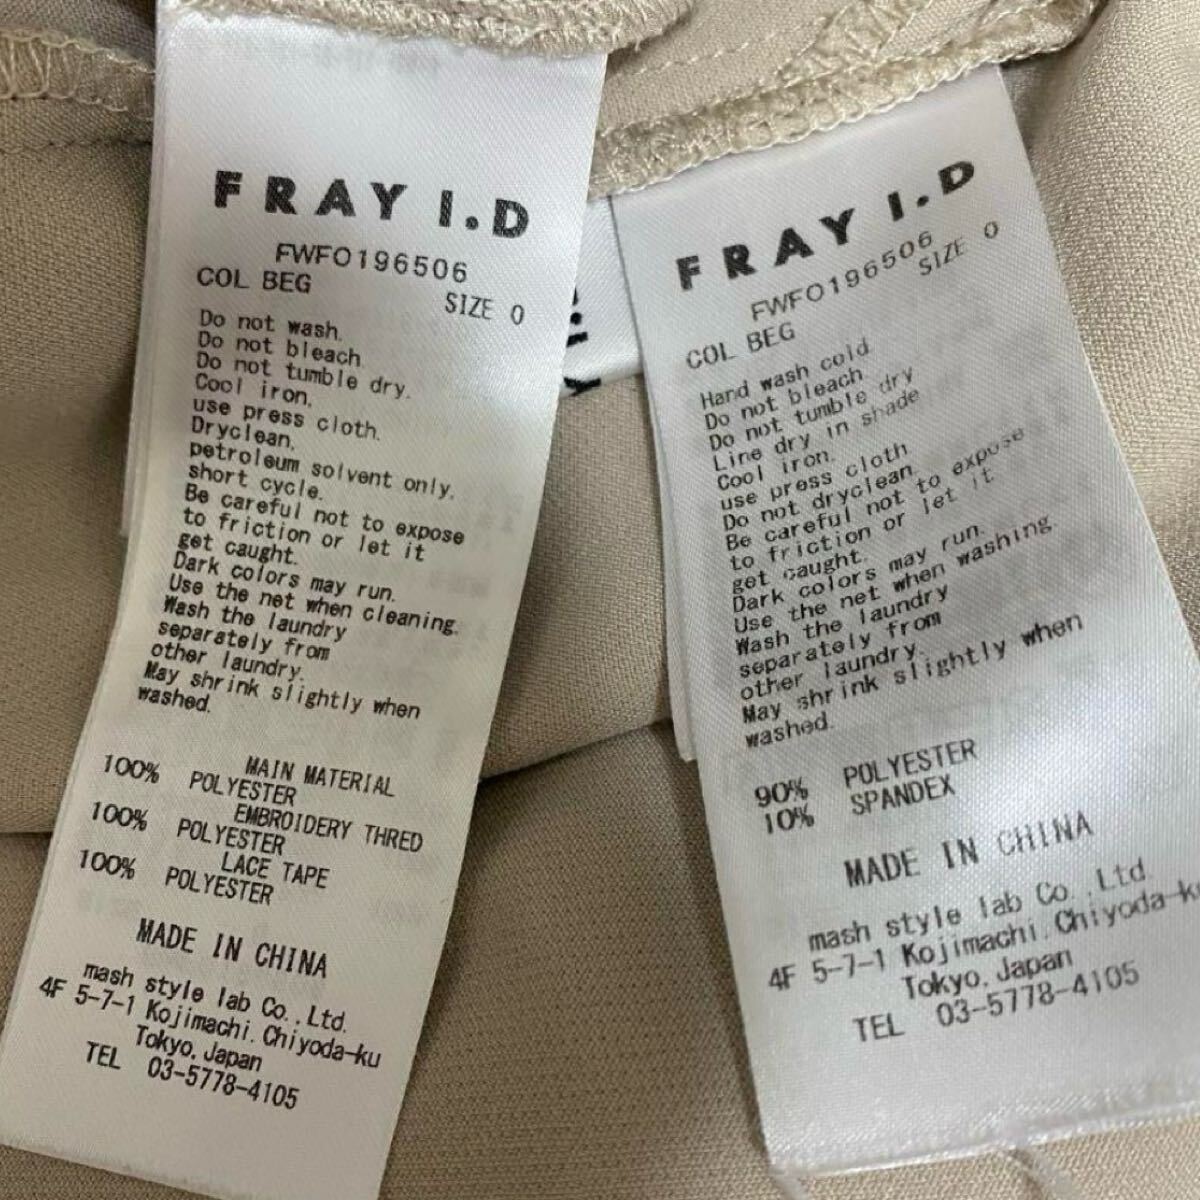 FRAY I.D
FWFO196506
COL BEG
SIZE 0
Do not wash.
Do not bleach.
Do not tumble dry.
Cool iron.
use press cloth.
Dryclean.
petroleum solvent only.
short cycle.
Be careful not to expose
to friction or let it
get caught.
Dark colors may run.
Use the net when cleaning.
Wash the laundry
separately from
other laundry.
May shrink slightly when
washed.
MAIN MATERIAL
100% POLYESTER
EMBROIDERY THRED
100% POLYESTER
LACE TAPE
100% POLYESTER
MADE IN CHINA
mash style lab Co.,Ltd.
4F 5-7-1 Kojimachi.Chiyoda-ku
Tokyo.Japan
TEL 03-5778-4105
FRAY I.D
FWFO196506
COL BEG
SIZE 0
Hand wash cold
Do not bleach
Do not tumble dry
Line dry in shade
Cool iron.
use press cloth
Do not dryclean.
Be careful not to expose
to friction or let it
get caught.
Dark colors may run.
Use the net when washing.
Wash the laundry
separately from
other laundry.
May shrink slightly when
washed.
90% POLYESTER
10% SPANDEX
MADE IN CHINA
mash style lab Co.,Ltd.
4F 5-7-1 Kojimachi.Chiyoda-ku
Tokyo.Japan
TEL 03-5778-4105